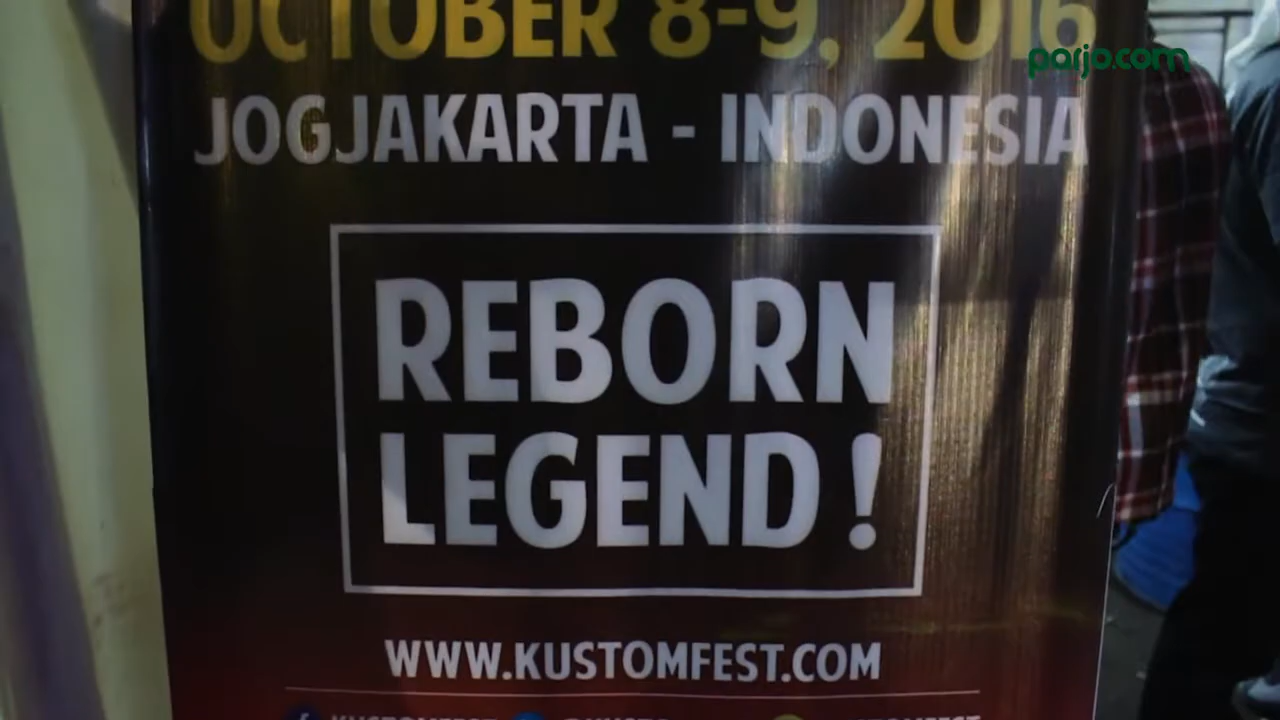 OCTOBER 8-9, 2016
parjo.com
JOGJAKARTA - INDONESIA
REBORN
LEGEND !
WWW.KUSTOMFEST.COM